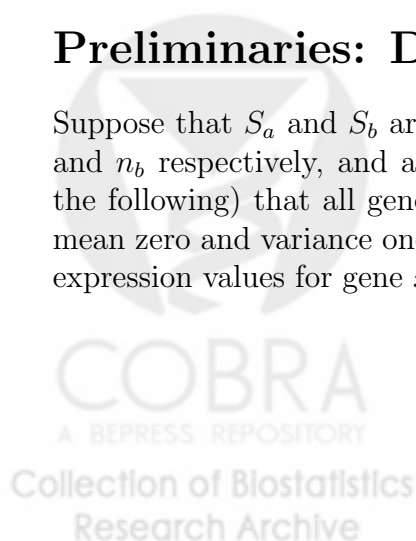 Preliminaries: D
Suppose that $S_a$ and $S_b$ ar
and $n_b$ respectively, and a
the following) that all gen
mean zero and variance on
expression values for gene
COBRA
A BEPRESS REPOSITORY
Collection of Biostatistics
Research Archive